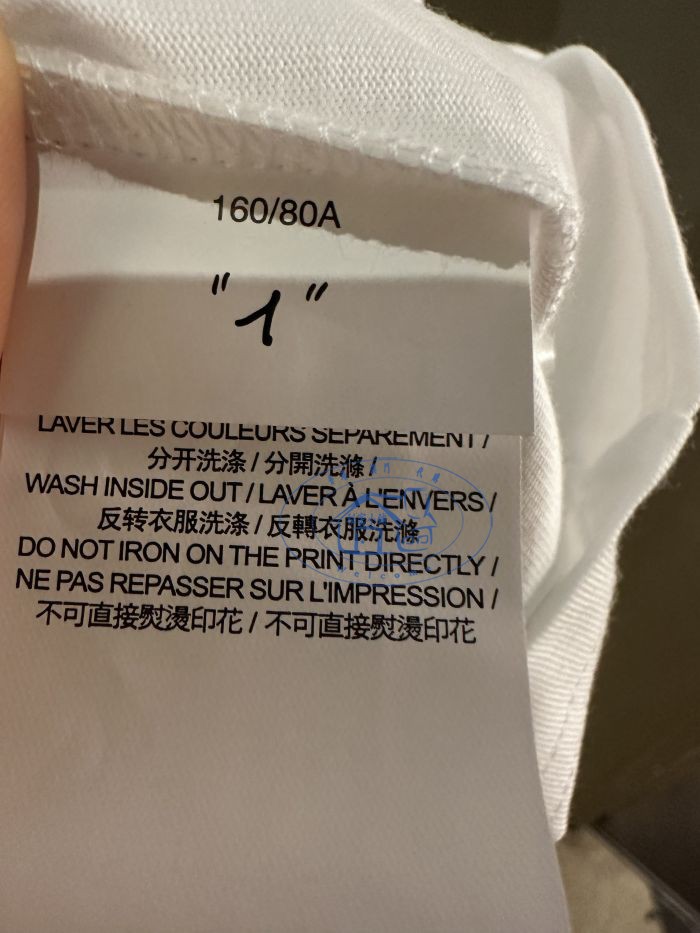 160/80A
"1"
LAVER LES COULEURS SÉPARÉMENT /
分开洗涤 / 分開洗滌 /
WASH INSIDE OUT / LAVER À L'ENVERS /
反转衣服洗涤 / 反轉衣服洗滌
DO NOT IRON ON THE PRINT DIRECTLY /
NE PAS REPASSER SUR L'IMPRESSION /
不可直接熨燙印花 / 不可直接熨燙印花